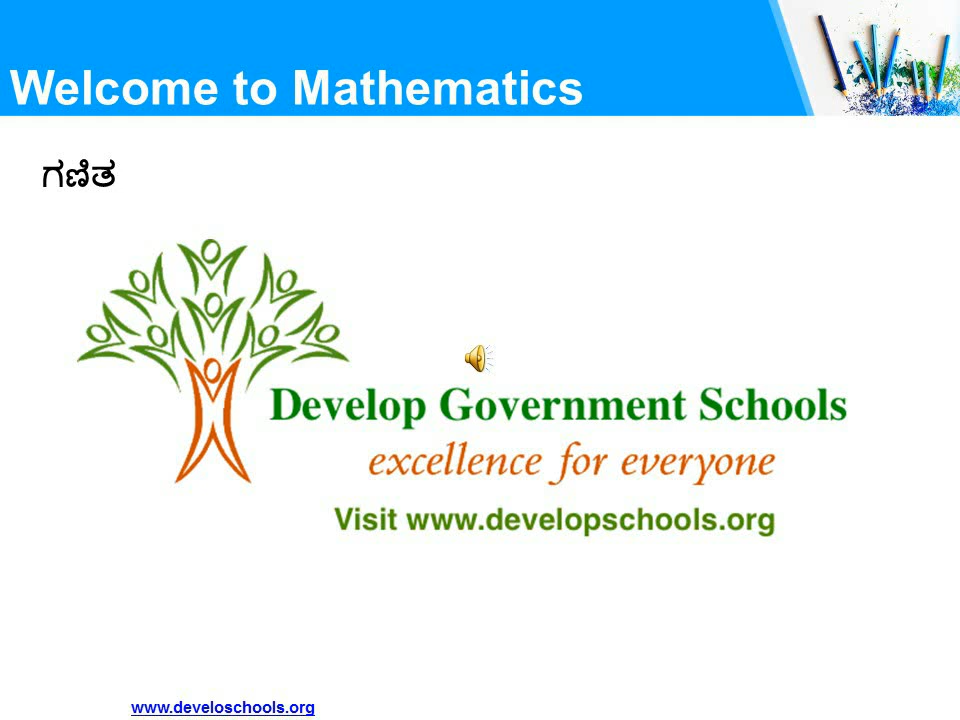 Welcome to Mathematics
ಗಣಿತ
Develop Government Schools
excellence for everyone
Visit www.developschools.org
www.develoschools.org